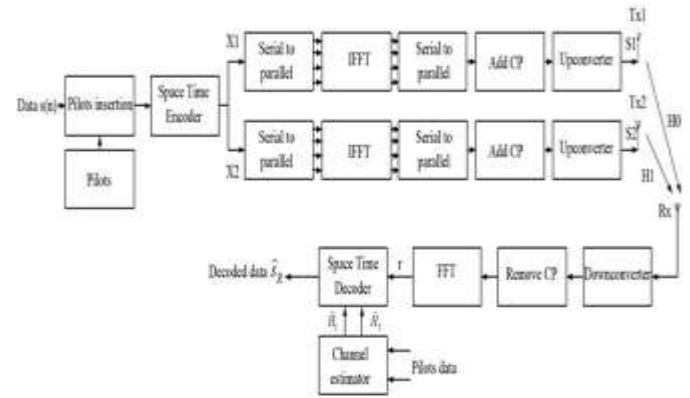 Tx1
X1
S1
Serial to
parallel
IFFT
Serial to
parallel
Add CP
Upconverter
Data s(n)
Pilots insertion
Space Time
Encoder
Tx2
H0
S2
Serial to
parallel
IFFT
Serial to
parallel
Add CP
Upconverter
X2
H1
Pilots
Rx
Decoded data
Space Time
Decoder
r
FFT
Remove CP
Downconverter
Channel
estimator
Pilots data